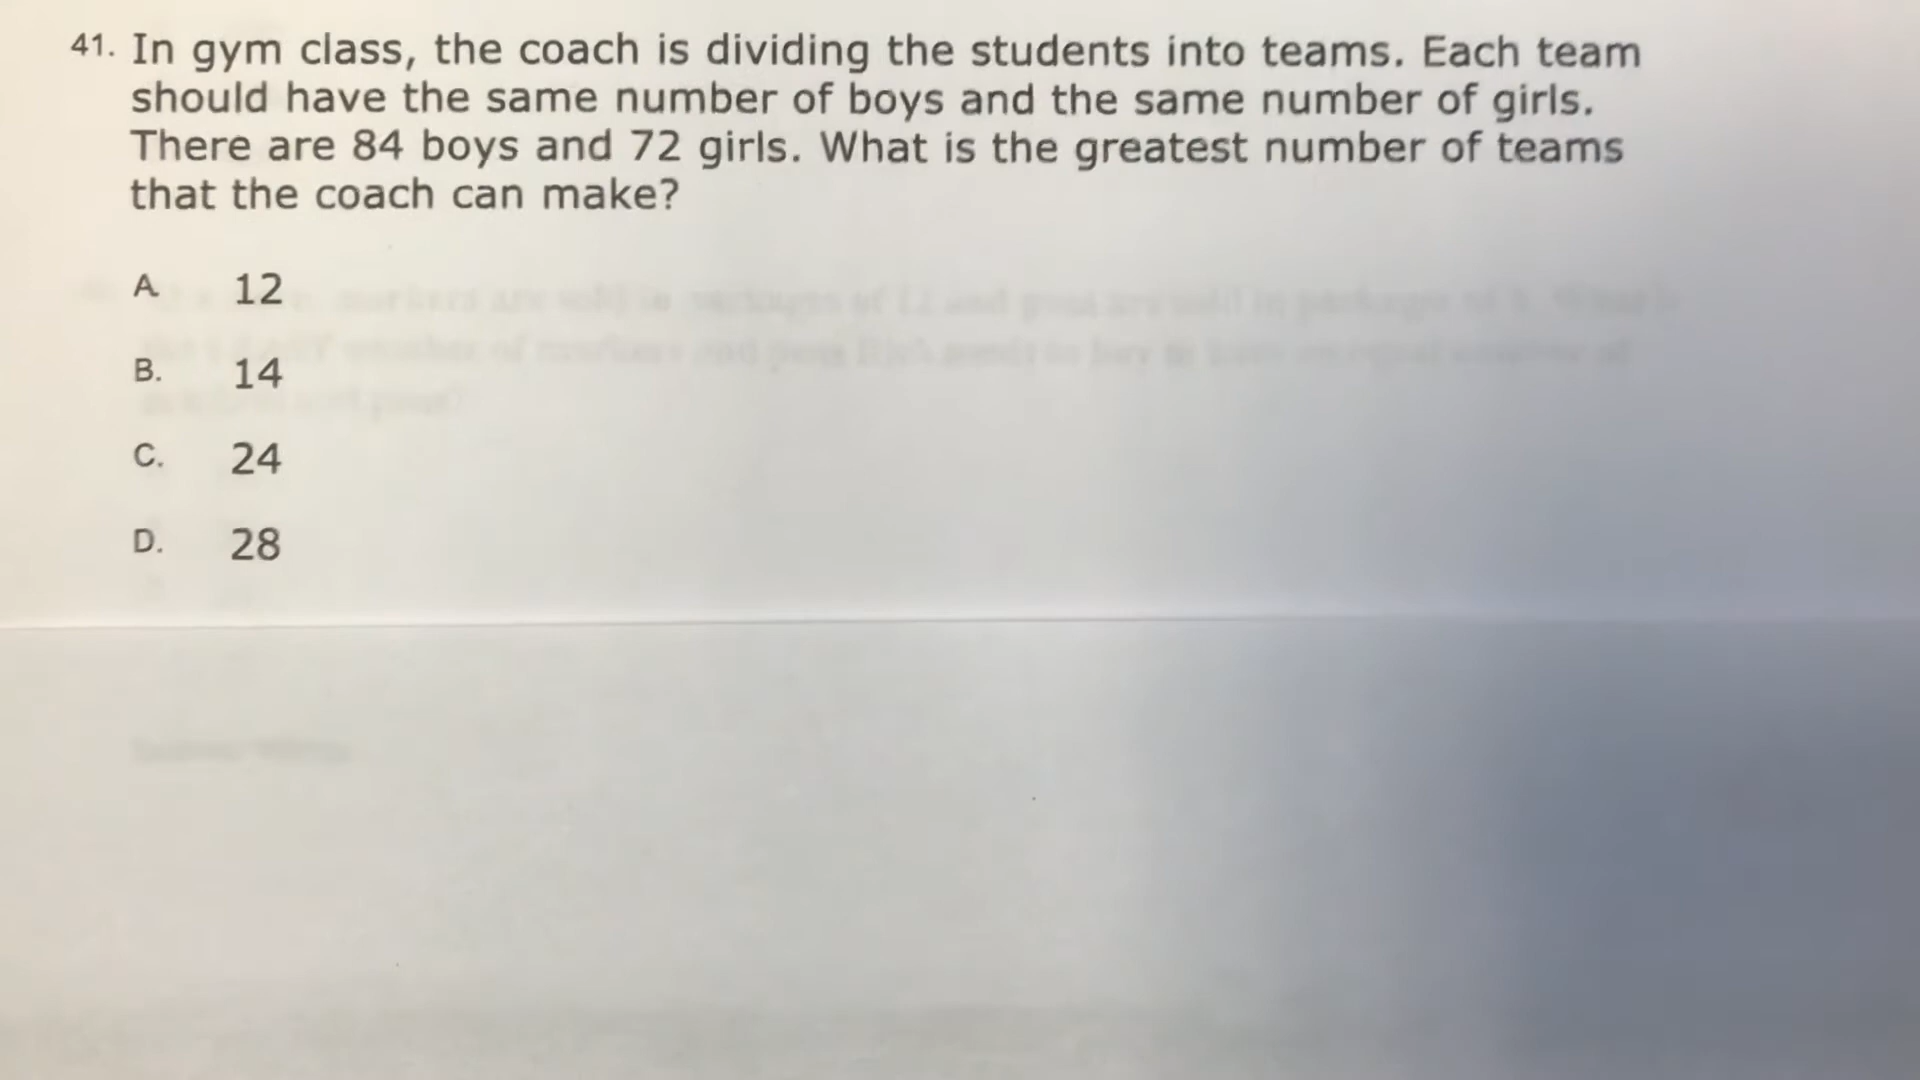 41. In gym class, the coach is dividing the students into teams. Each team
should have the same number of boys and the same number of girls.
There are 84 boys and 72 girls. What is the greatest number of teams
that the coach can make?
A. 12
B. 14
C. 24
D. 28